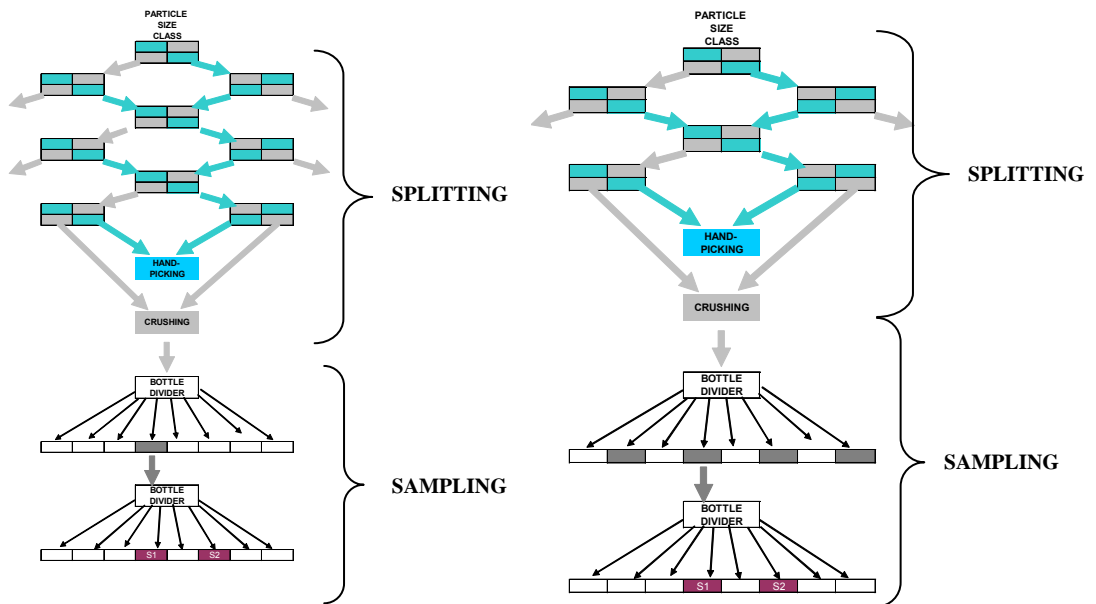 PARTICLE
SIZE
CLASS
SPLITTING
HAND-
PICKING
CRUSHING
BOTTLE
DIVIDER
SAMPLING
BOTTLE
DIVIDER
S1
S2
PARTICLE
SIZE
CLASS
SPLITTING
HAND-
PICKING
CRUSHING
BOTTLE
DIVIDER
SAMPLING
BOTTLE
DIVIDER
S1
S2